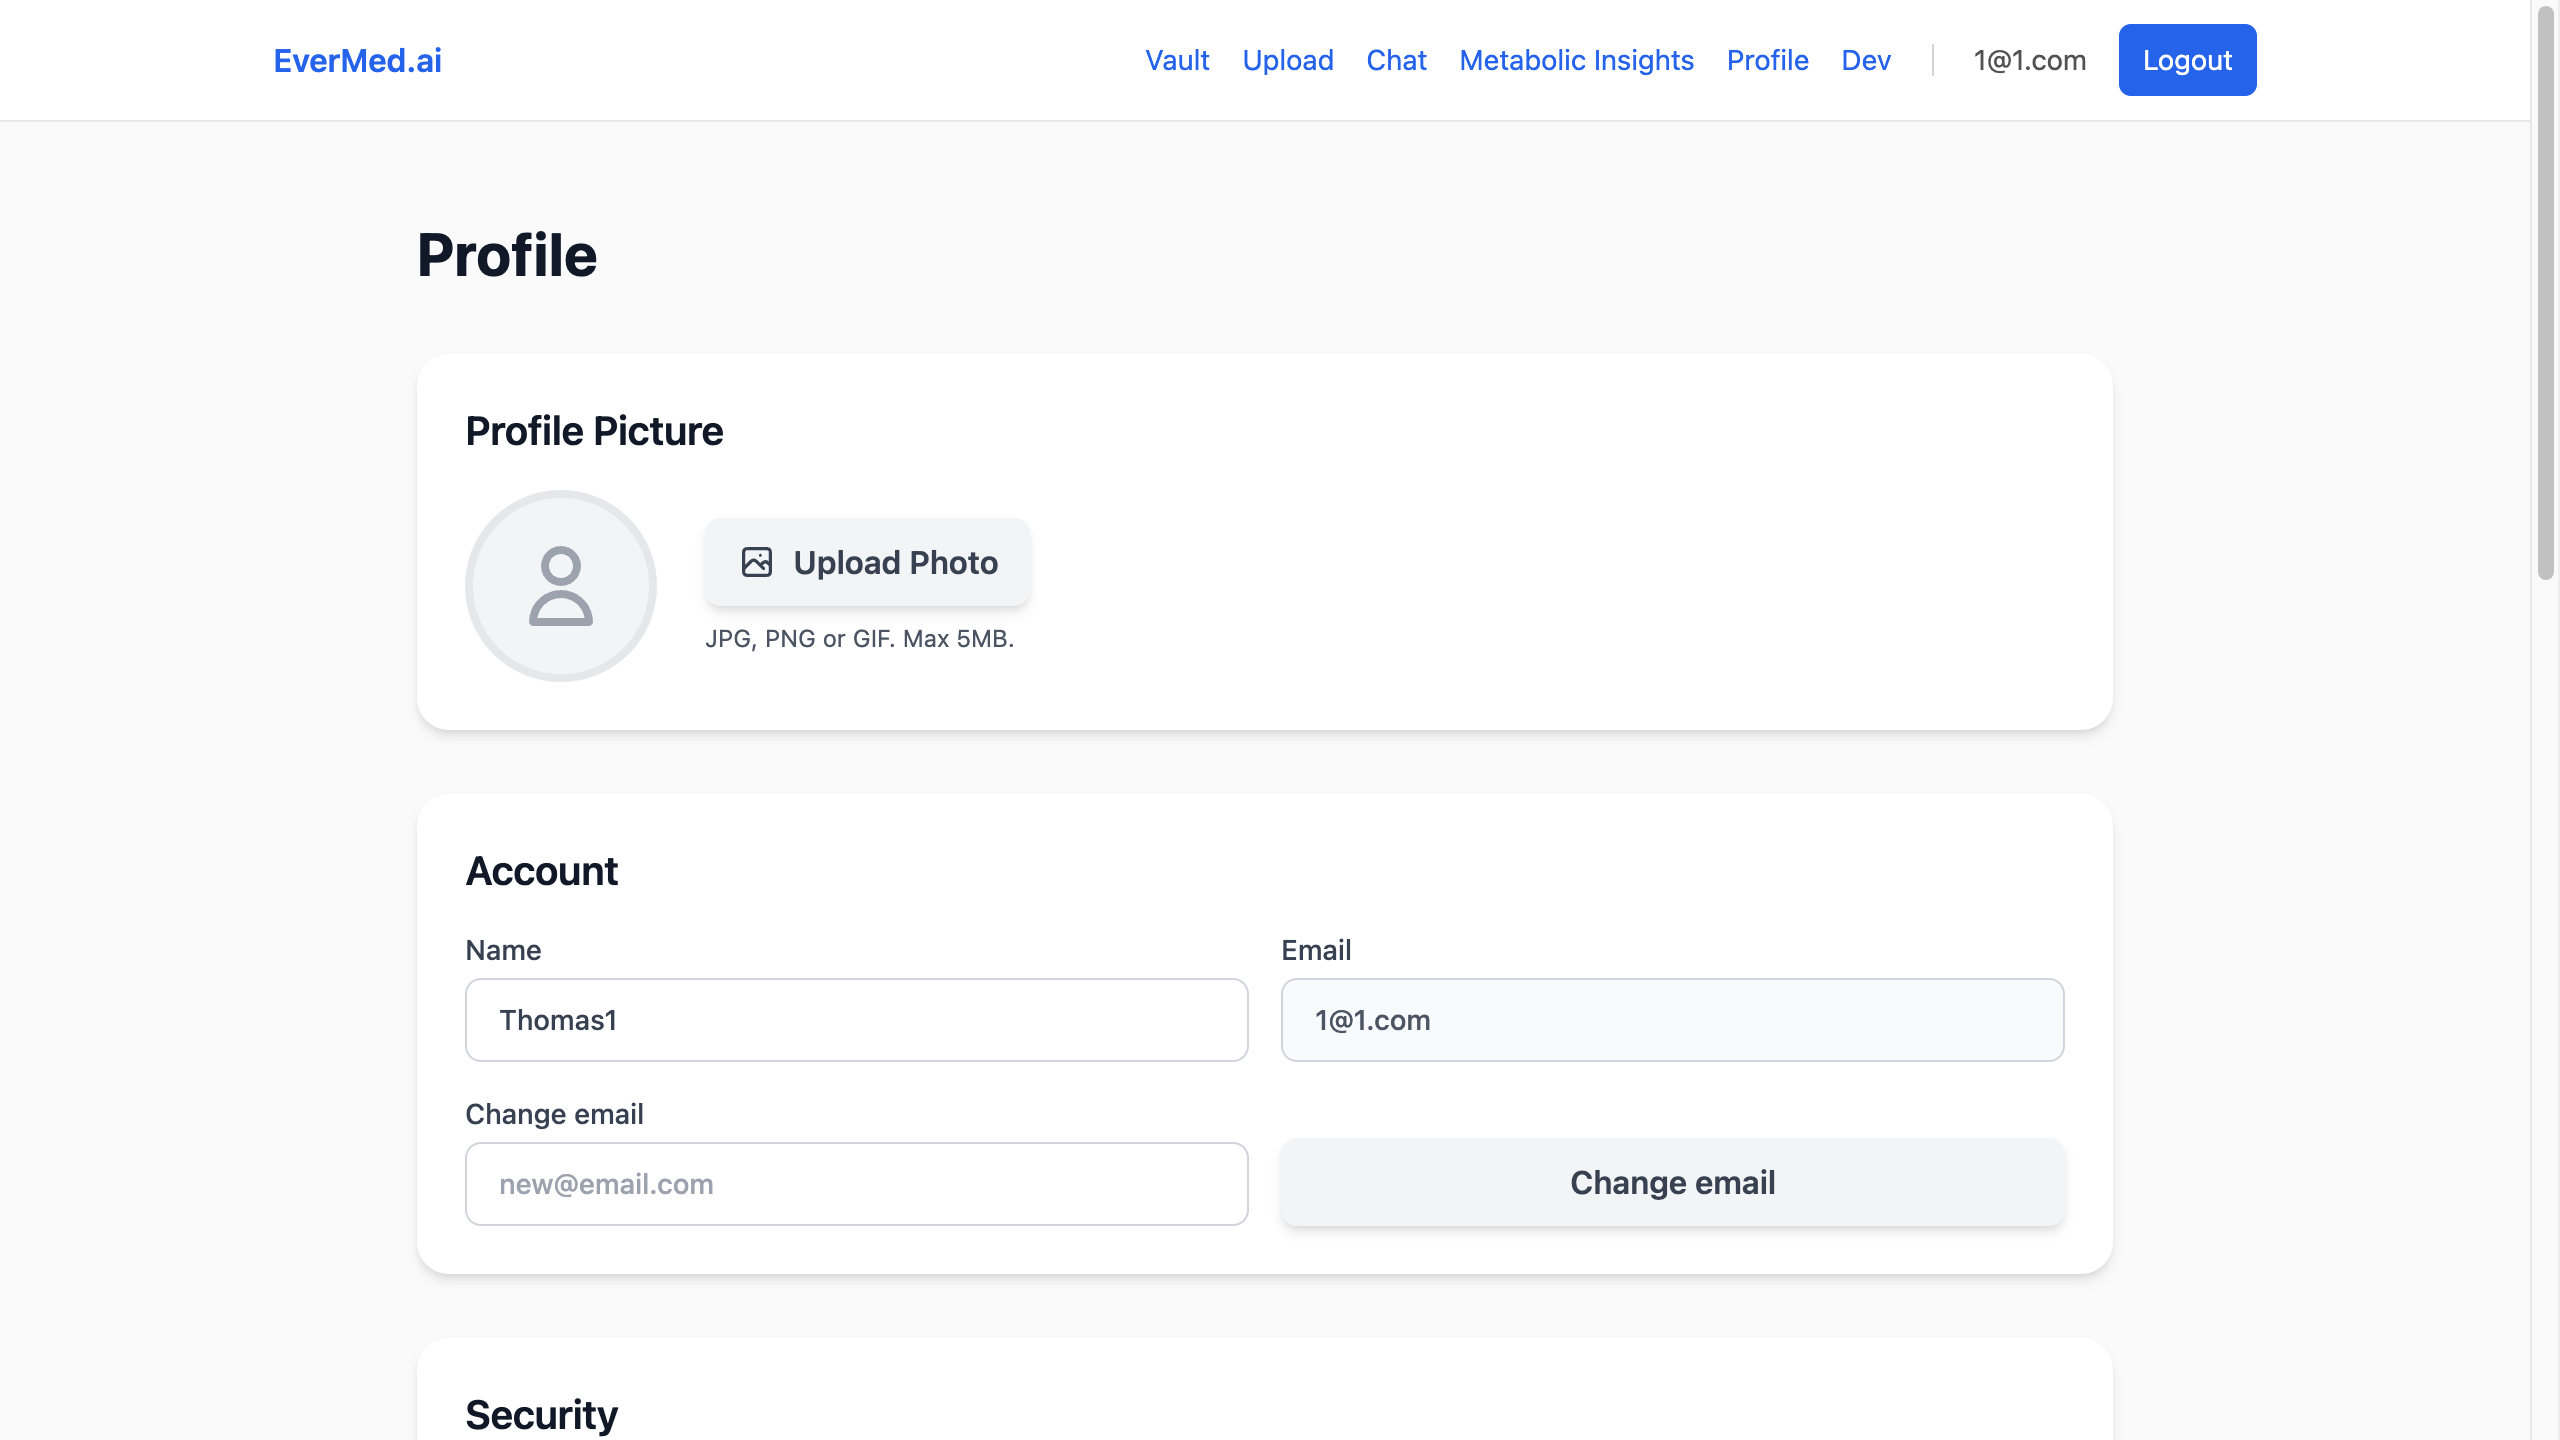 EverMed.ai
Vault Upload Chat Metabolic Insights Profile Dev 1@1.com Logout
Profile
Profile Picture
Upload Photo
JPG, PNG or GIF. Max 5MB.
Account
Name Email
Thomas1 1@1.com
Change email
new@email.com Change email
Security